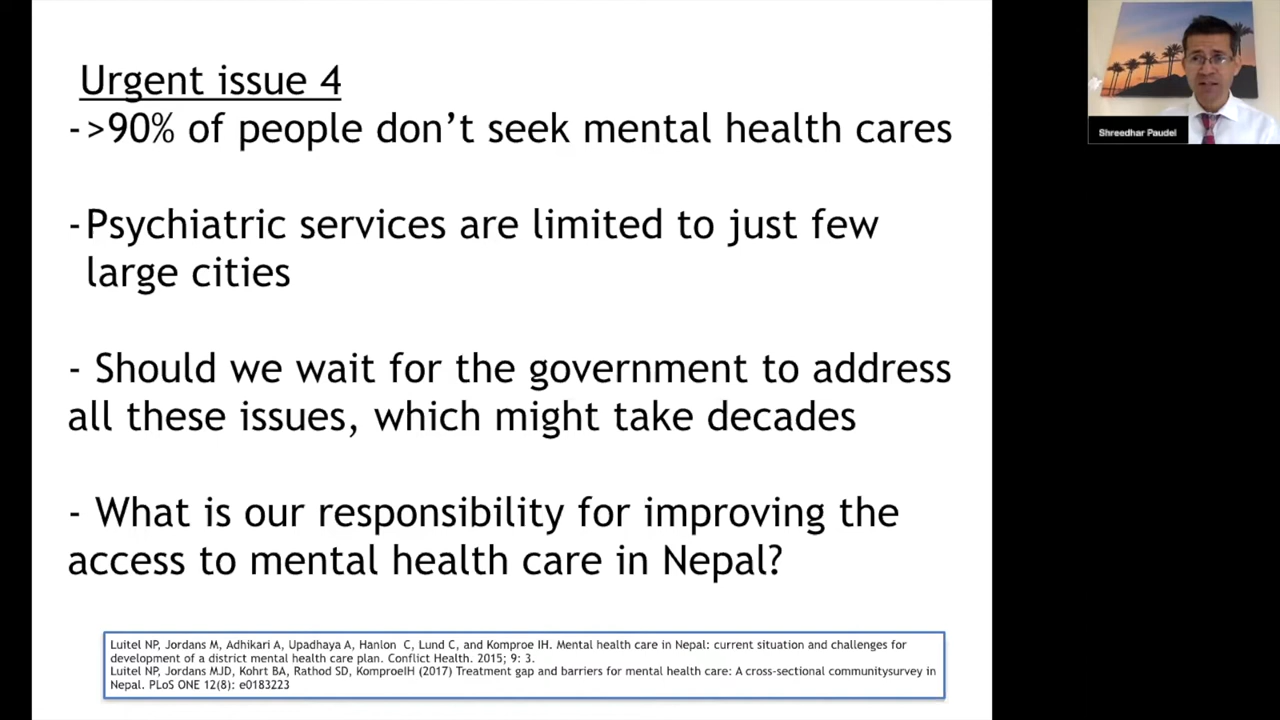 Urgent issue 4
->90% of people don't seek mental health cares
-Psychiatric services are limited to just few
large cities
- Should we wait for the government to address
all these issues, which might take decades
- What is our responsibility for improving the
access to mental health care in Nepal?
Luitel NP, Jordans M, Adhikari A, Upadhaya A, Hanlon C, Lund C, and Komproe IH. Mental health care in Nepal: current situation and challenges for
development of a district mental health care plan. Conflict Health. 2015; 9: 3.
Luitel NP, Jordans MJD, Kohrt BA, Rathod SD, KomproeIH (2017) Treatment gap and barriers for mental health care: A cross-sectional communitysurvey in
Nepal. PLoS ONE 12(8): e0183223
Shreedhar Paudel